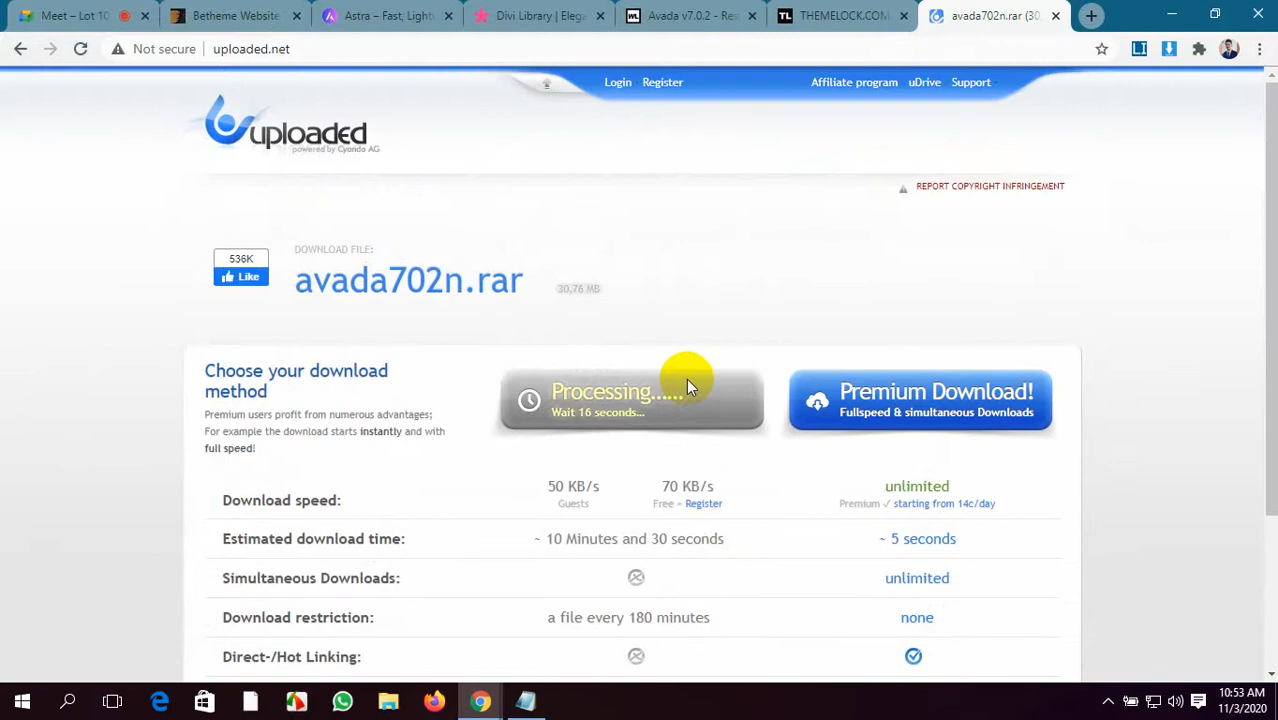 Meet – Lot 10
Betheme Website
Astra – Fast, Light
Divi Library | Elega
Avada v7.0.2 - Res
THEMELOCK.COM
avada702n.rar (30,
Not secure
uploaded.net
Login
Register
Affiliate program
uDrive
Support
uploaded
powered by Cyondo AG
REPORT COPYRIGHT INFRINGEMENT
536K
Like
DOWNLOAD FILE:
avada702n.rar
30,76 MB
Choose your download
method
Premium users profit from numerous advantages;
For example the download starts instantly and with
full speed!
Processing......
Wait 16 seconds...
Premium Download!
Fullspeed & simultaneous Downloads
Download speed:
50 KB/s
Guests
70 KB/s
Free = Register
unlimited
Premium ✓ starting from 14c/day
Estimated download time:
~ 10 Minutes and 30 seconds
~ 5 seconds
Simultaneous Downloads:
unlimited
Download restriction:
a file every 180 minutes
none
Direct-/Hot Linking:
10:53 AM
11/3/2020